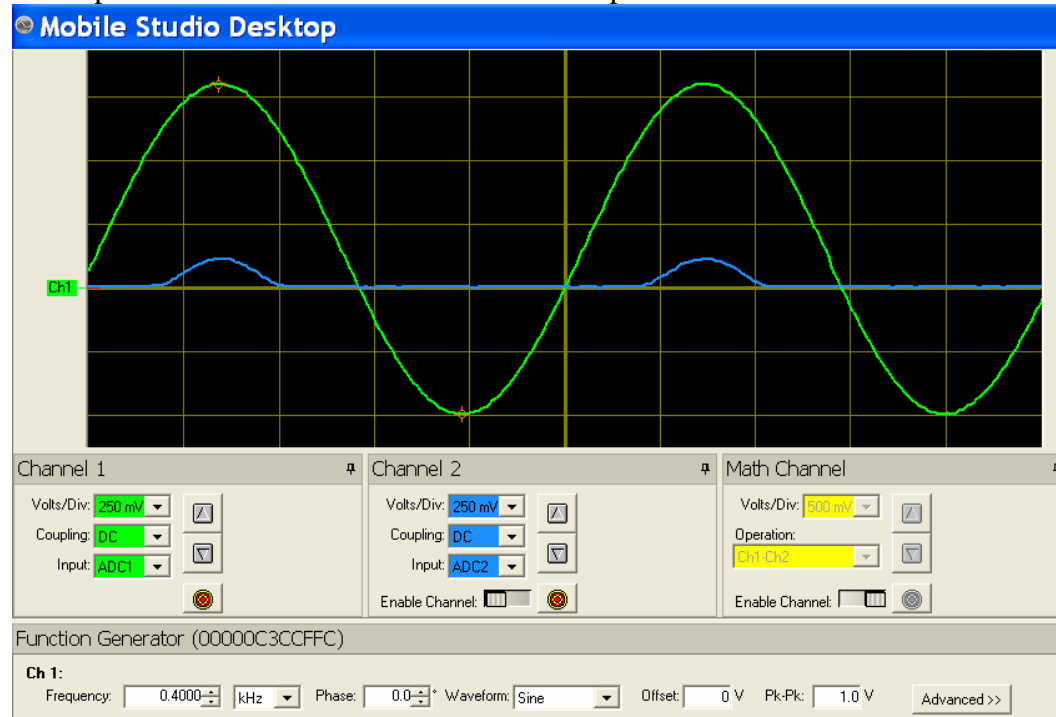 Mobile Studio Desktop
Ch1
Channel 1
Volts/Div: 250 mV
Coupling: DC
Input: ADC1
Channel 2
Volts/Div: 250 mV
Coupling: DC
Input: ADC2
Enable Channel:
Math Channel
Volts/Div: 500 mV
Operation:
Ch1-Ch2
Enable Channel:
Function Generator (00000C3CCFFC)
Ch 1:
Frequency: 0.4000 kHz Phase: 0.0 ° Waveform: Sine Offset: 0 V Pk-Pk: 1.0 V Advanced >>